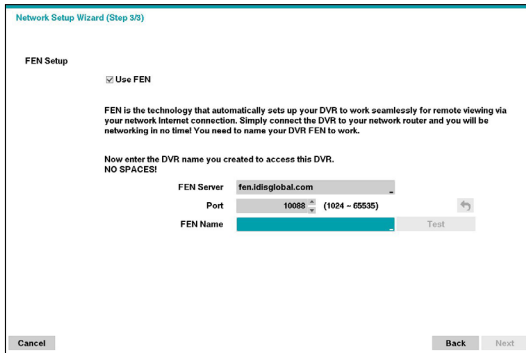 Network Setup Wizard (Step 3/3)
FEN Setup
Use FEN
FEN is the technology that automatically sets up your DVR to work seamlessly for remote viewing via
your network Internet connection. Simply connect the DVR to your network router and you will be
networking in no time! You need to name your DVR FEN to work.
Now enter the DVR name you created to access this DVR.
NO SPACES!
FEN Server fen.idisglobal.com
Port 10088 (1024 ~ 65535)
FEN Name Test
Cancel Back Next